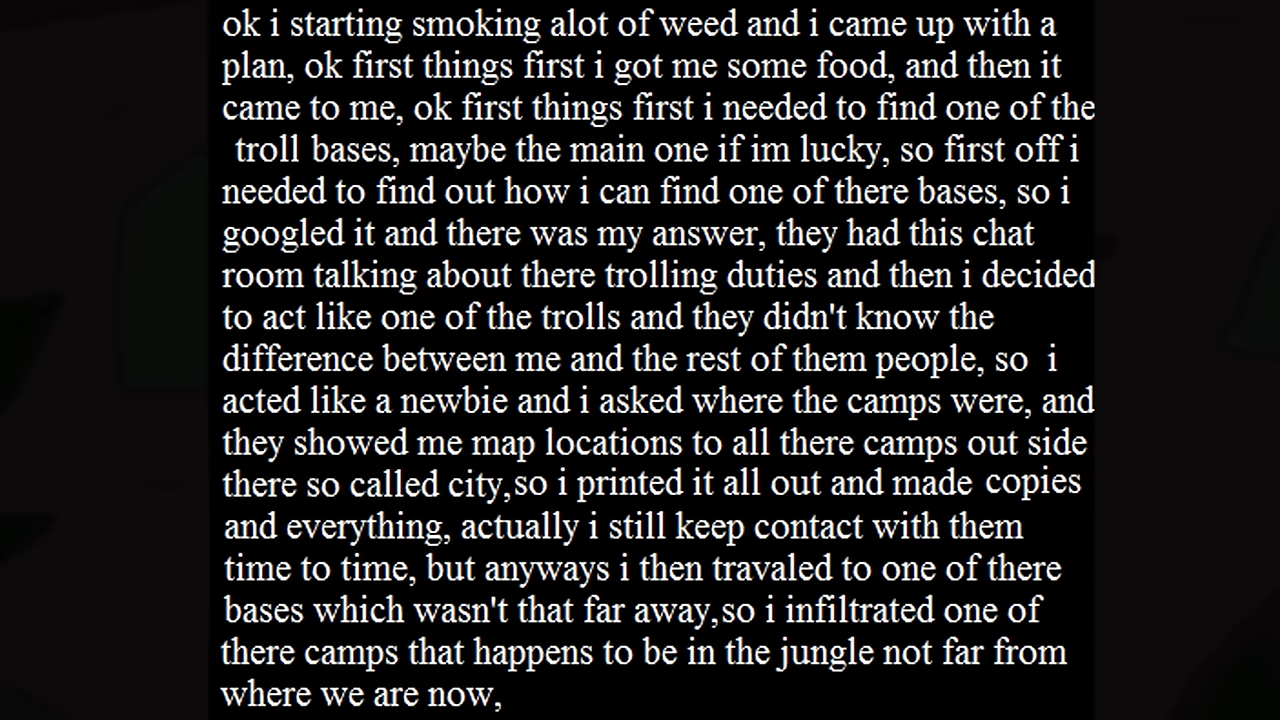 ok i starting smoking alot of weed and i came up with a
plan, ok first things first i got me some food, and then it
came to me, ok first things first i needed to find one of the
troll bases, maybe the main one if im lucky, so first off i
needed to find out how i can find one of there bases, so i
googled it and there was my answer, they had this chat
room talking about there trolling duties and then i decided
to act like one of the trolls and they didn't know the
difference between me and the rest of them people, so i
acted like a newbie and i asked where the camps were, and
they showed me map locations to all there camps out side
there so called city,so i printed it all out and made copies
and everything, actually i still keep contact with them
time to time, but anyways i then travaled to one of there
bases which wasn't that far away,so i infiltrated one of
there camps that happens to be in the jungle not far from
where we are now,